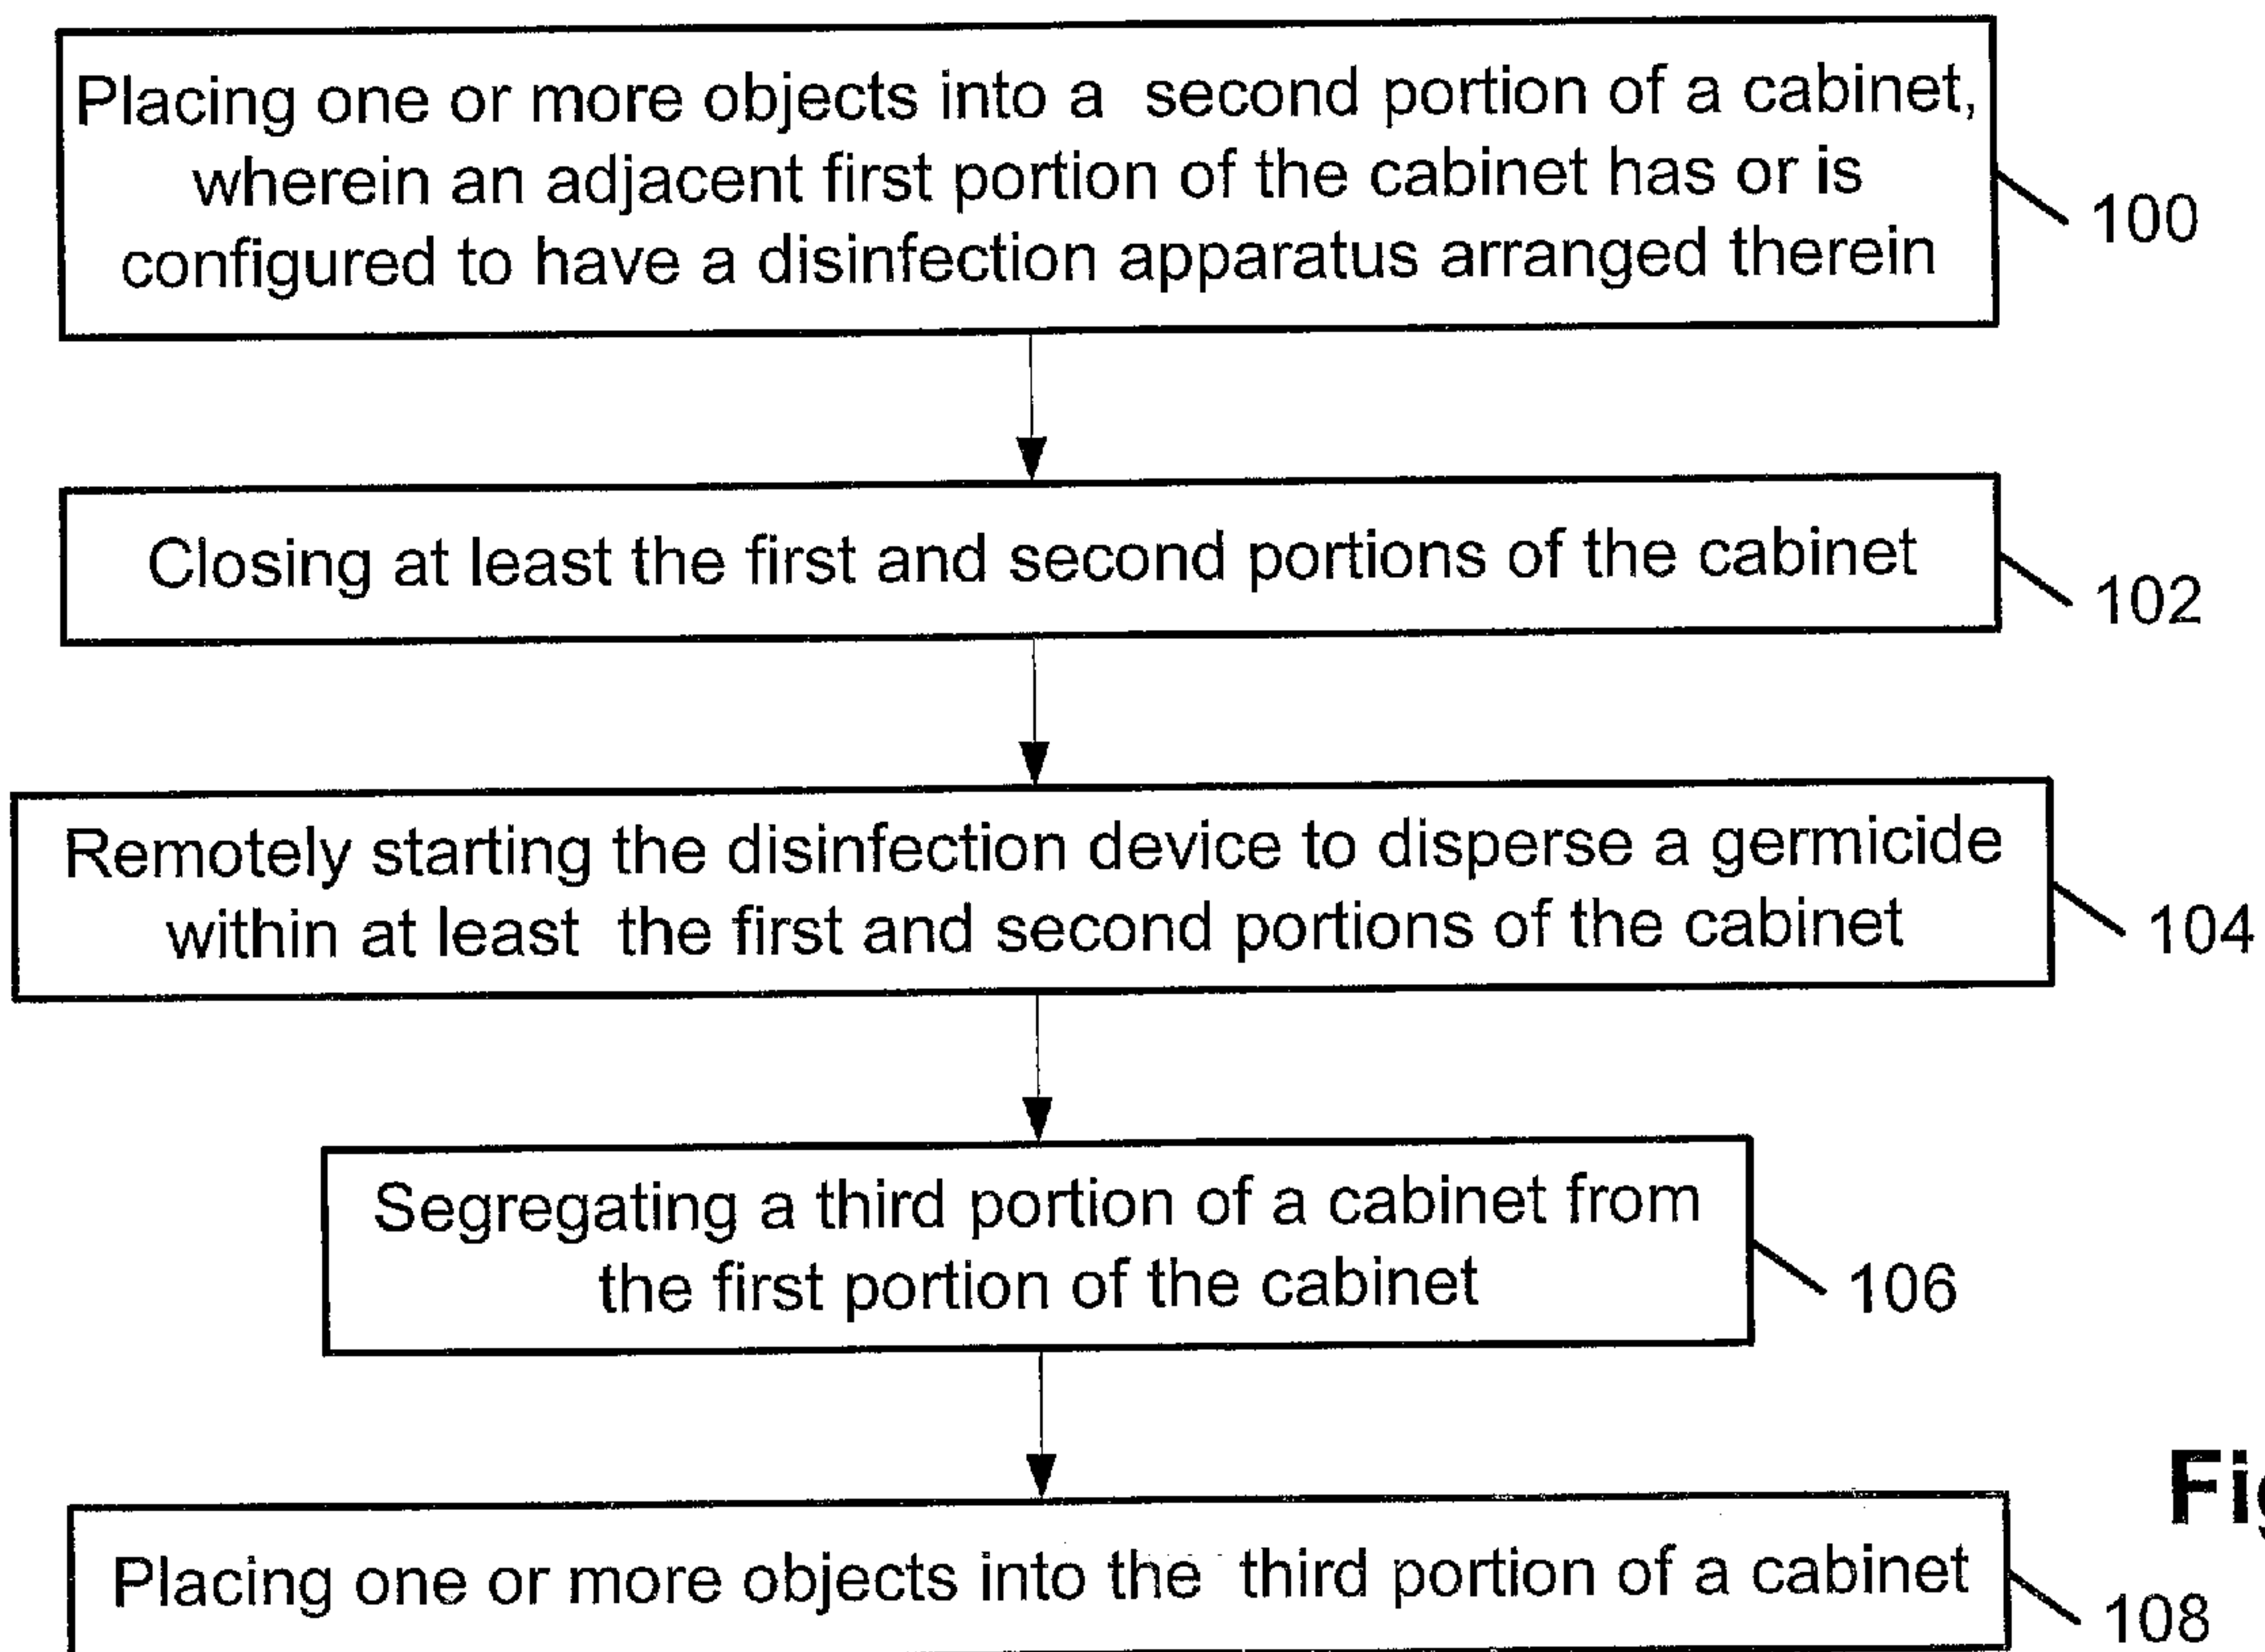 Placing one or more objects into a second portion of a cabinet,
wherein an adjacent first portion of the cabinet has or is
configured to have a disinfection apparatus arranged therein
100
Closing at least the first and second portions of the cabinet
102
Remotely starting the disinfection device to disperse a germicide
within at least the first and second portions of the cabinet
104
Segregating a third portion of a cabinet from
the first portion of the cabinet
106
Placing one or more objects into the third portion of a cabinet
108